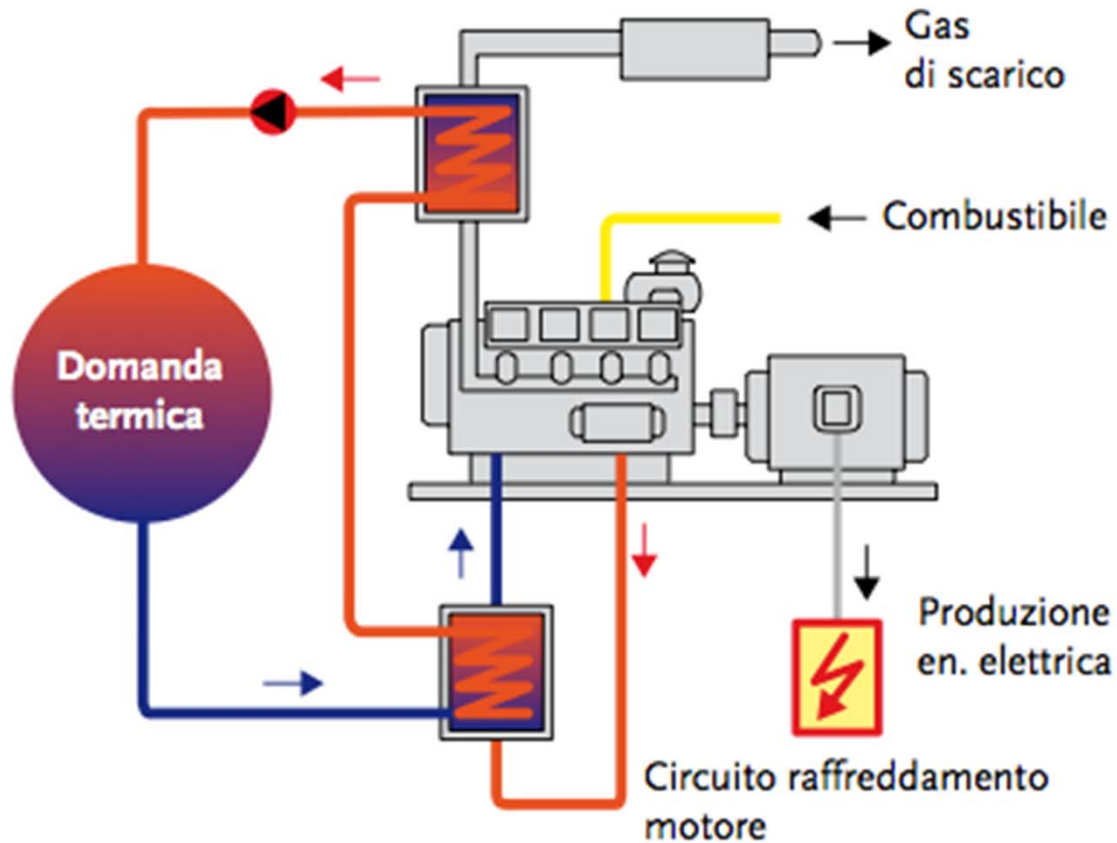 Gas
di scarico
Combustibile
Domanda
termica
Produzione
en. elettrica
Circuito raffreddamento
motore